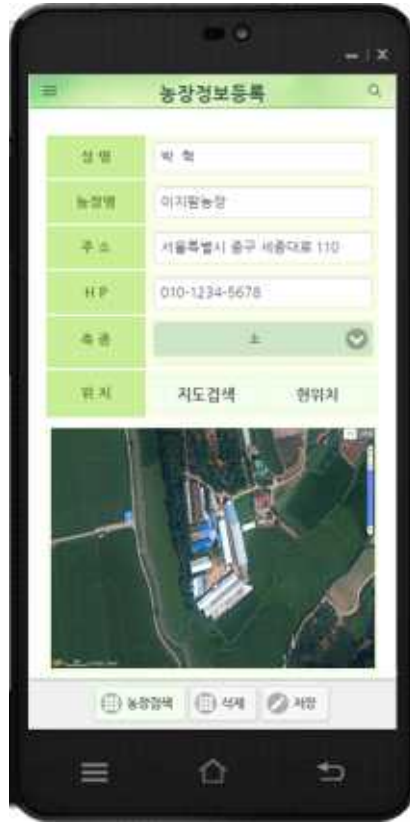 농장정보등록
성 명 박 혁
농장명 이지팜농장
주 소 서울특별시 중구 세종대로 110
H P 010-1234-5678
축 종 소
위 치 지도검색 현위치
농장검색 삭제 저장